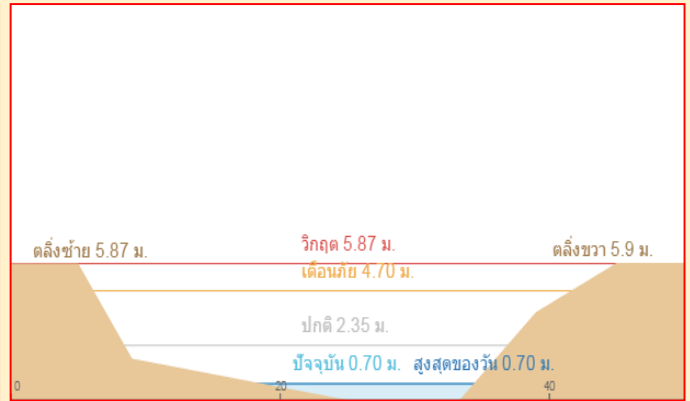 วิกฤต 5.87 ม.
ตลิ่งซ้าย 5.87 ม.
ตลิ่งขวา 5.9 ม.
เตือนภัย 4.70 ม.
ปกติ 2.35 ม.
ปัจจุบัน 0.70 ม. สูงสุดของวัน 0.70 ม.
0 20 40